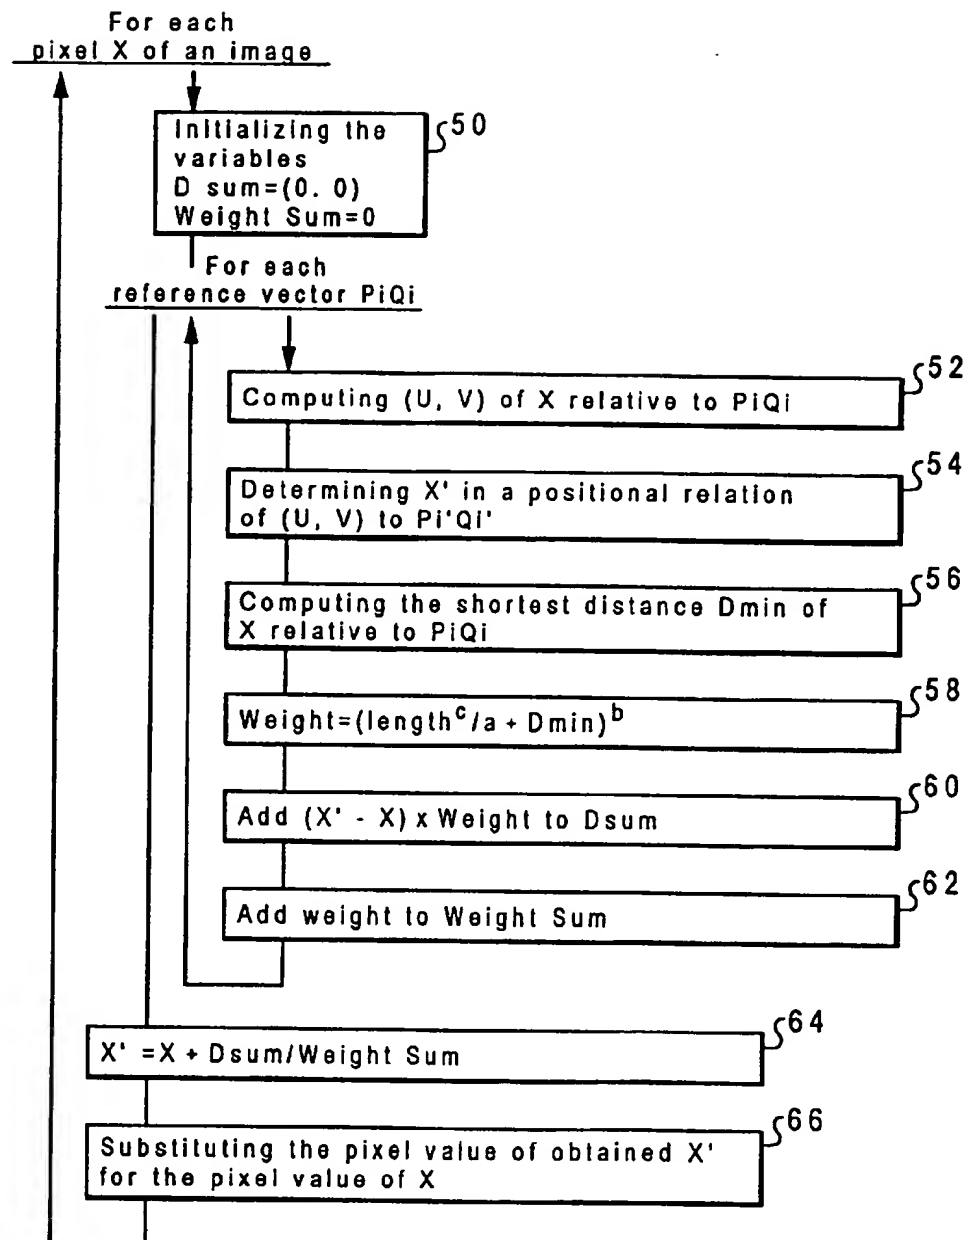 For each
pixel X of an image
Initializing the
variables
D sum=(0. 0)
Weight Sum=0
50
For each
reference vector PiQi
Computing (U, V) of X relative to PiQi
52
Determining X' in a positional relation
of (U, V) to Pi'Qi'
54
Computing the shortest distance Dmin of
X relative to PiQi
56
Weight=(length^c/a + Dmin)^b
58
Add (X' - X) x Weight to Dsum
60
Add weight to Weight Sum
62
X' =X + Dsum/Weight Sum
64
Substituting the pixel value of obtained X'
for the pixel value of X
66